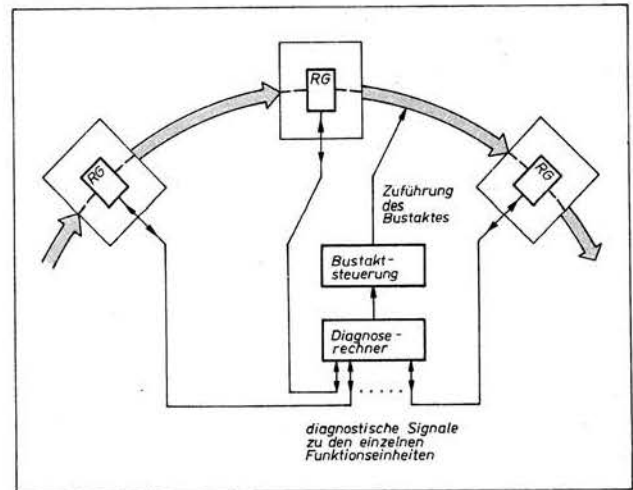 RG
RG
RG
Zuführung
des
Bustaktes
Bustakt-
steuerung
Diagnose-
rechner
diagnostische Signale
zu den einzelnen
Funktionseinheiten